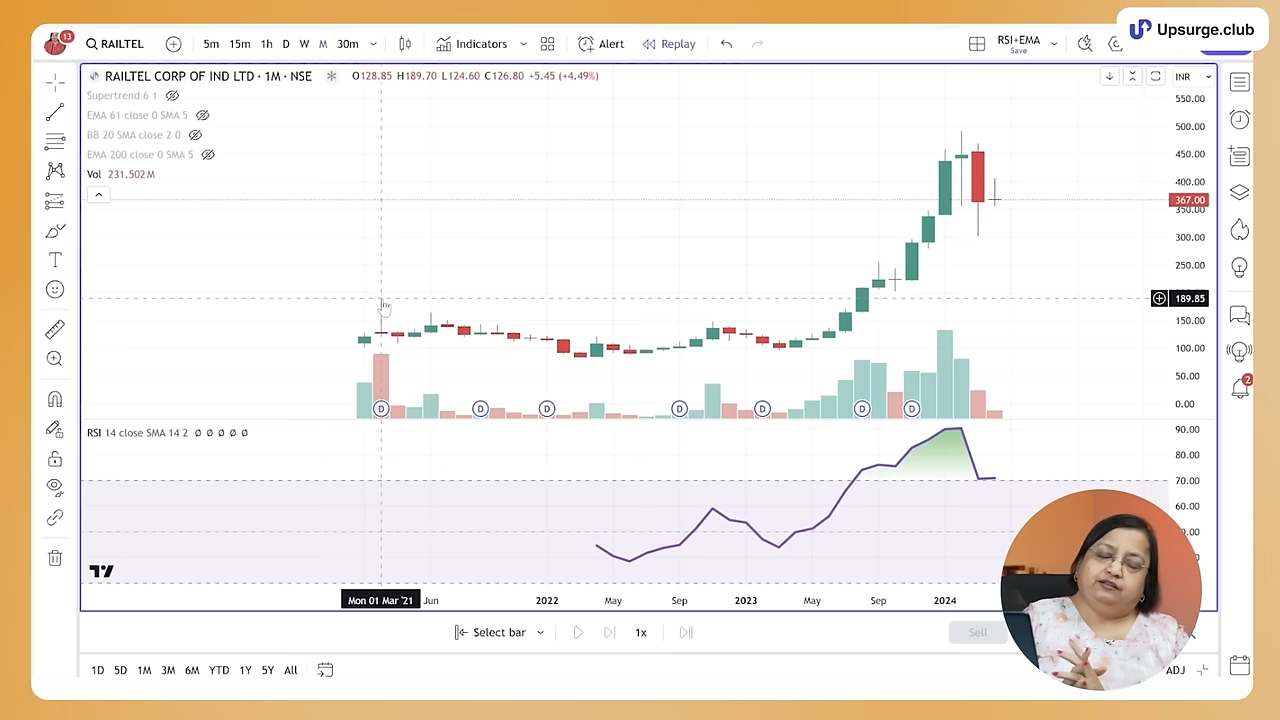 Upsurge.club
13
RAILTEL
5m 15m 1h D W M 30m
Indicators
Alert
Replay
RSI+EMA
Save
RAILTEL CORP OF IND LTD · 1M · NSE
O128.85 H189.70 L124.60 C126.80 +5.45 (+4.49%)
INR
Supertrend 6 1
EMA 61 close 0 SMA 5
BB 20 SMA close 2 0
EMA 200 close 0 SMA 5
Vol 231.502M
550.00
500.00
450.00
400.00
367.00
350.00
300.00
250.00
189.85
150.00
100.00
50.00
0.00
D D D D D D D
2
RSI 14 close SMA 14 2 Ø Ø Ø Ø Ø
90.00
80.00
70.00
60.00
Mon 01 Mar '21
Jun 2022 May Sep 2023 May Sep 2024
Select bar
1x
Sell
1D 5D 1M 3M 6M YTD 1Y 5Y All
ADJ